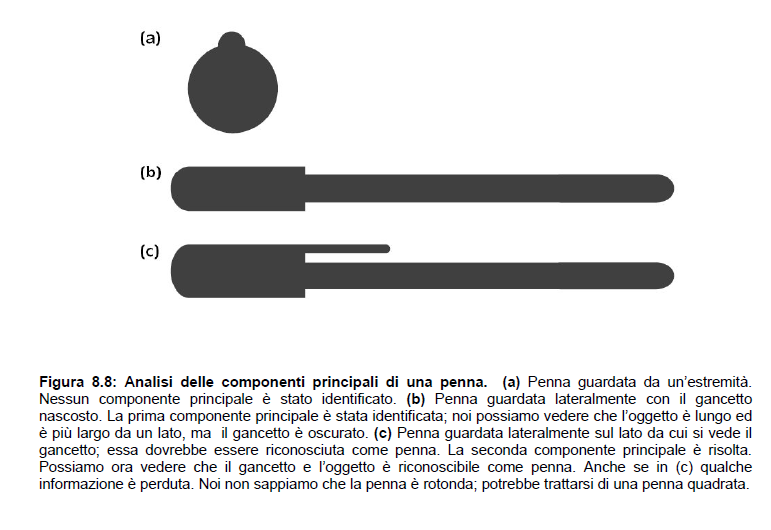 (a)
(b)
(c)
Figura 8.8: Analisi delle componenti principali di una penna. (a) Penna guardata da un'estremità.
Nessun componente principale è stato identificato. (b) Penna guardata lateralmente con il gancetto
nascosto. La prima componente principale è stata identificata; noi possiamo vedere che l'oggetto è lungo ed
è più largo da un lato, ma il gancetto è oscurato. (c) Penna guardata lateralmente sul lato da cui si vede il
gancetto; essa dovrebbe essere riconosciuta come penna. La seconda componente principale è risolta.
Possiamo ora vedere che il gancetto e l'oggetto è riconoscibile come penna. Anche se in (c) qualche
informazione è perduta. Noi non sappiamo che la penna è rotonda; potrebbe trattarsi di una penna quadrata.